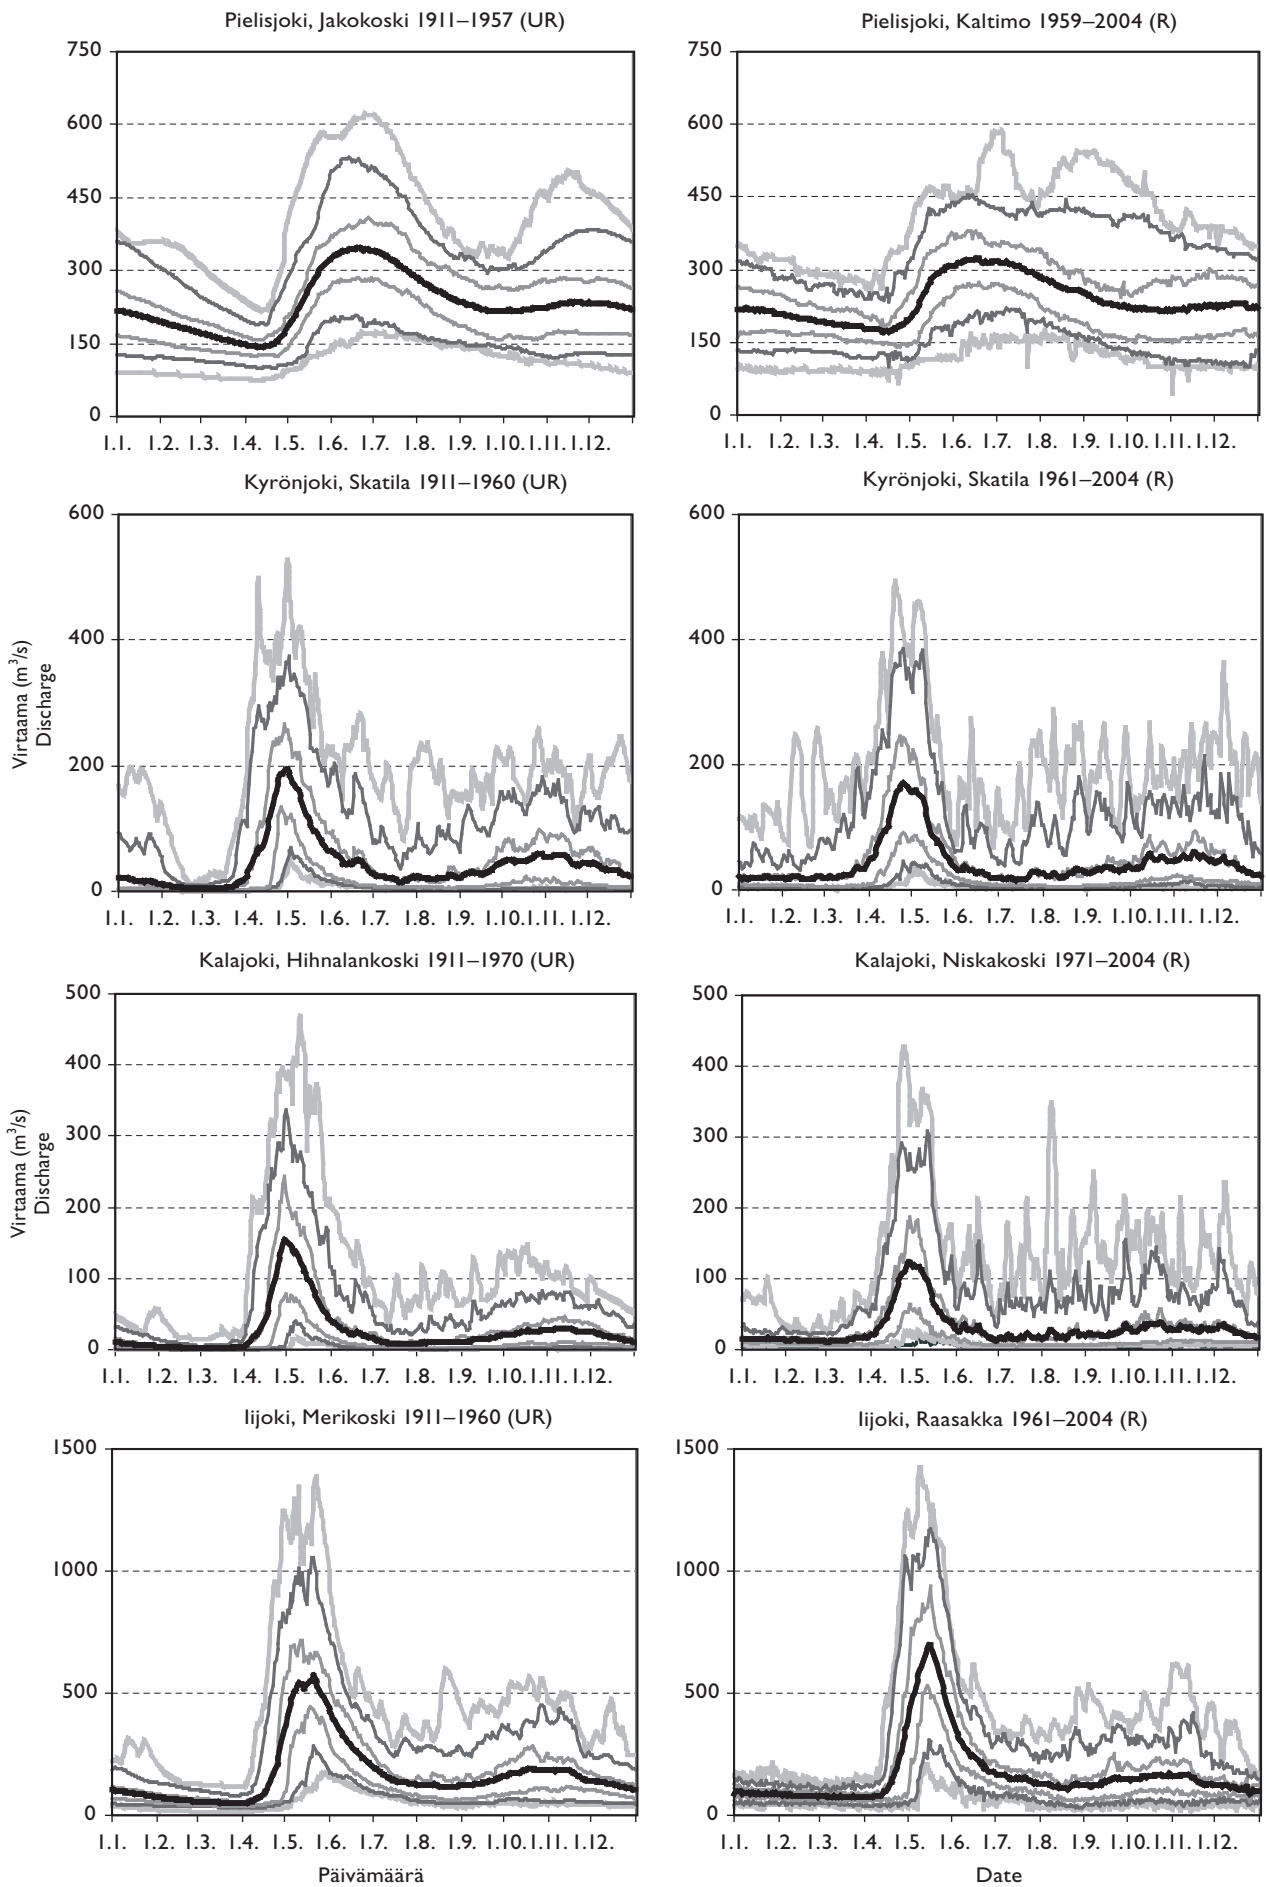 Pielisjoki, Jakokoski 1911–1957 (UR)
750
600
450
300
150
0
1.1. 1.2. 1.3. 1.4. 1.5. 1.6. 1.7. 1.8. 1.9. 1.10. 1.11. 1.12.
Pielisjoki, Kaltimo 1959–2004 (R)
750
600
450
300
150
0
1.1. 1.2. 1.3. 1.4. 1.5. 1.6. 1.7. 1.8. 1.9. 1.10. 1.11. 1.12.
Kyrönjoki, Skatila 1911–1960 (UR)
Virtaama (m³/s)
Discharge
600
400
200
0
1.1. 1.2. 1.3. 1.4. 1.5. 1.6. 1.7. 1.8. 1.9. 1.10. 1.11. 1.12.
Kyrönjoki, Skatila 1961–2004 (R)
600
400
200
0
1.1. 1.2. 1.3. 1.4. 1.5. 1.6. 1.7. 1.8. 1.9. 1.10. 1.11. 1.12.
Kalajoki, Hihnalankoski 1911–1970 (UR)
Virtaama (m³/s)
Discharge
500
400
300
200
100
0
1.1. 1.2. 1.3. 1.4. 1.5. 1.6. 1.7. 1.8. 1.9. 1.10. 1.11. 1.12.
Kalajoki, Niskakoski 1971–2004 (R)
500
400
300
200
100
0
1.1. 1.2. 1.3. 1.4. 1.5. 1.6. 1.7. 1.8. 1.9. 1.10. 1.11. 1.12.
Iijoki, Merikoski 1911–1960 (UR)
1500
1000
500
0
1.1. 1.2. 1.3. 1.4. 1.5. 1.6. 1.7. 1.8. 1.9. 1.10. 1.11. 1.12.
Päivämäärä
Iijoki, Raasakka 1961–2004 (R)
1500
1000
500
0
1.1. 1.2. 1.3. 1.4. 1.5. 1.6. 1.7. 1.8. 1.9. 1.10. 1.11. 1.12.
Date